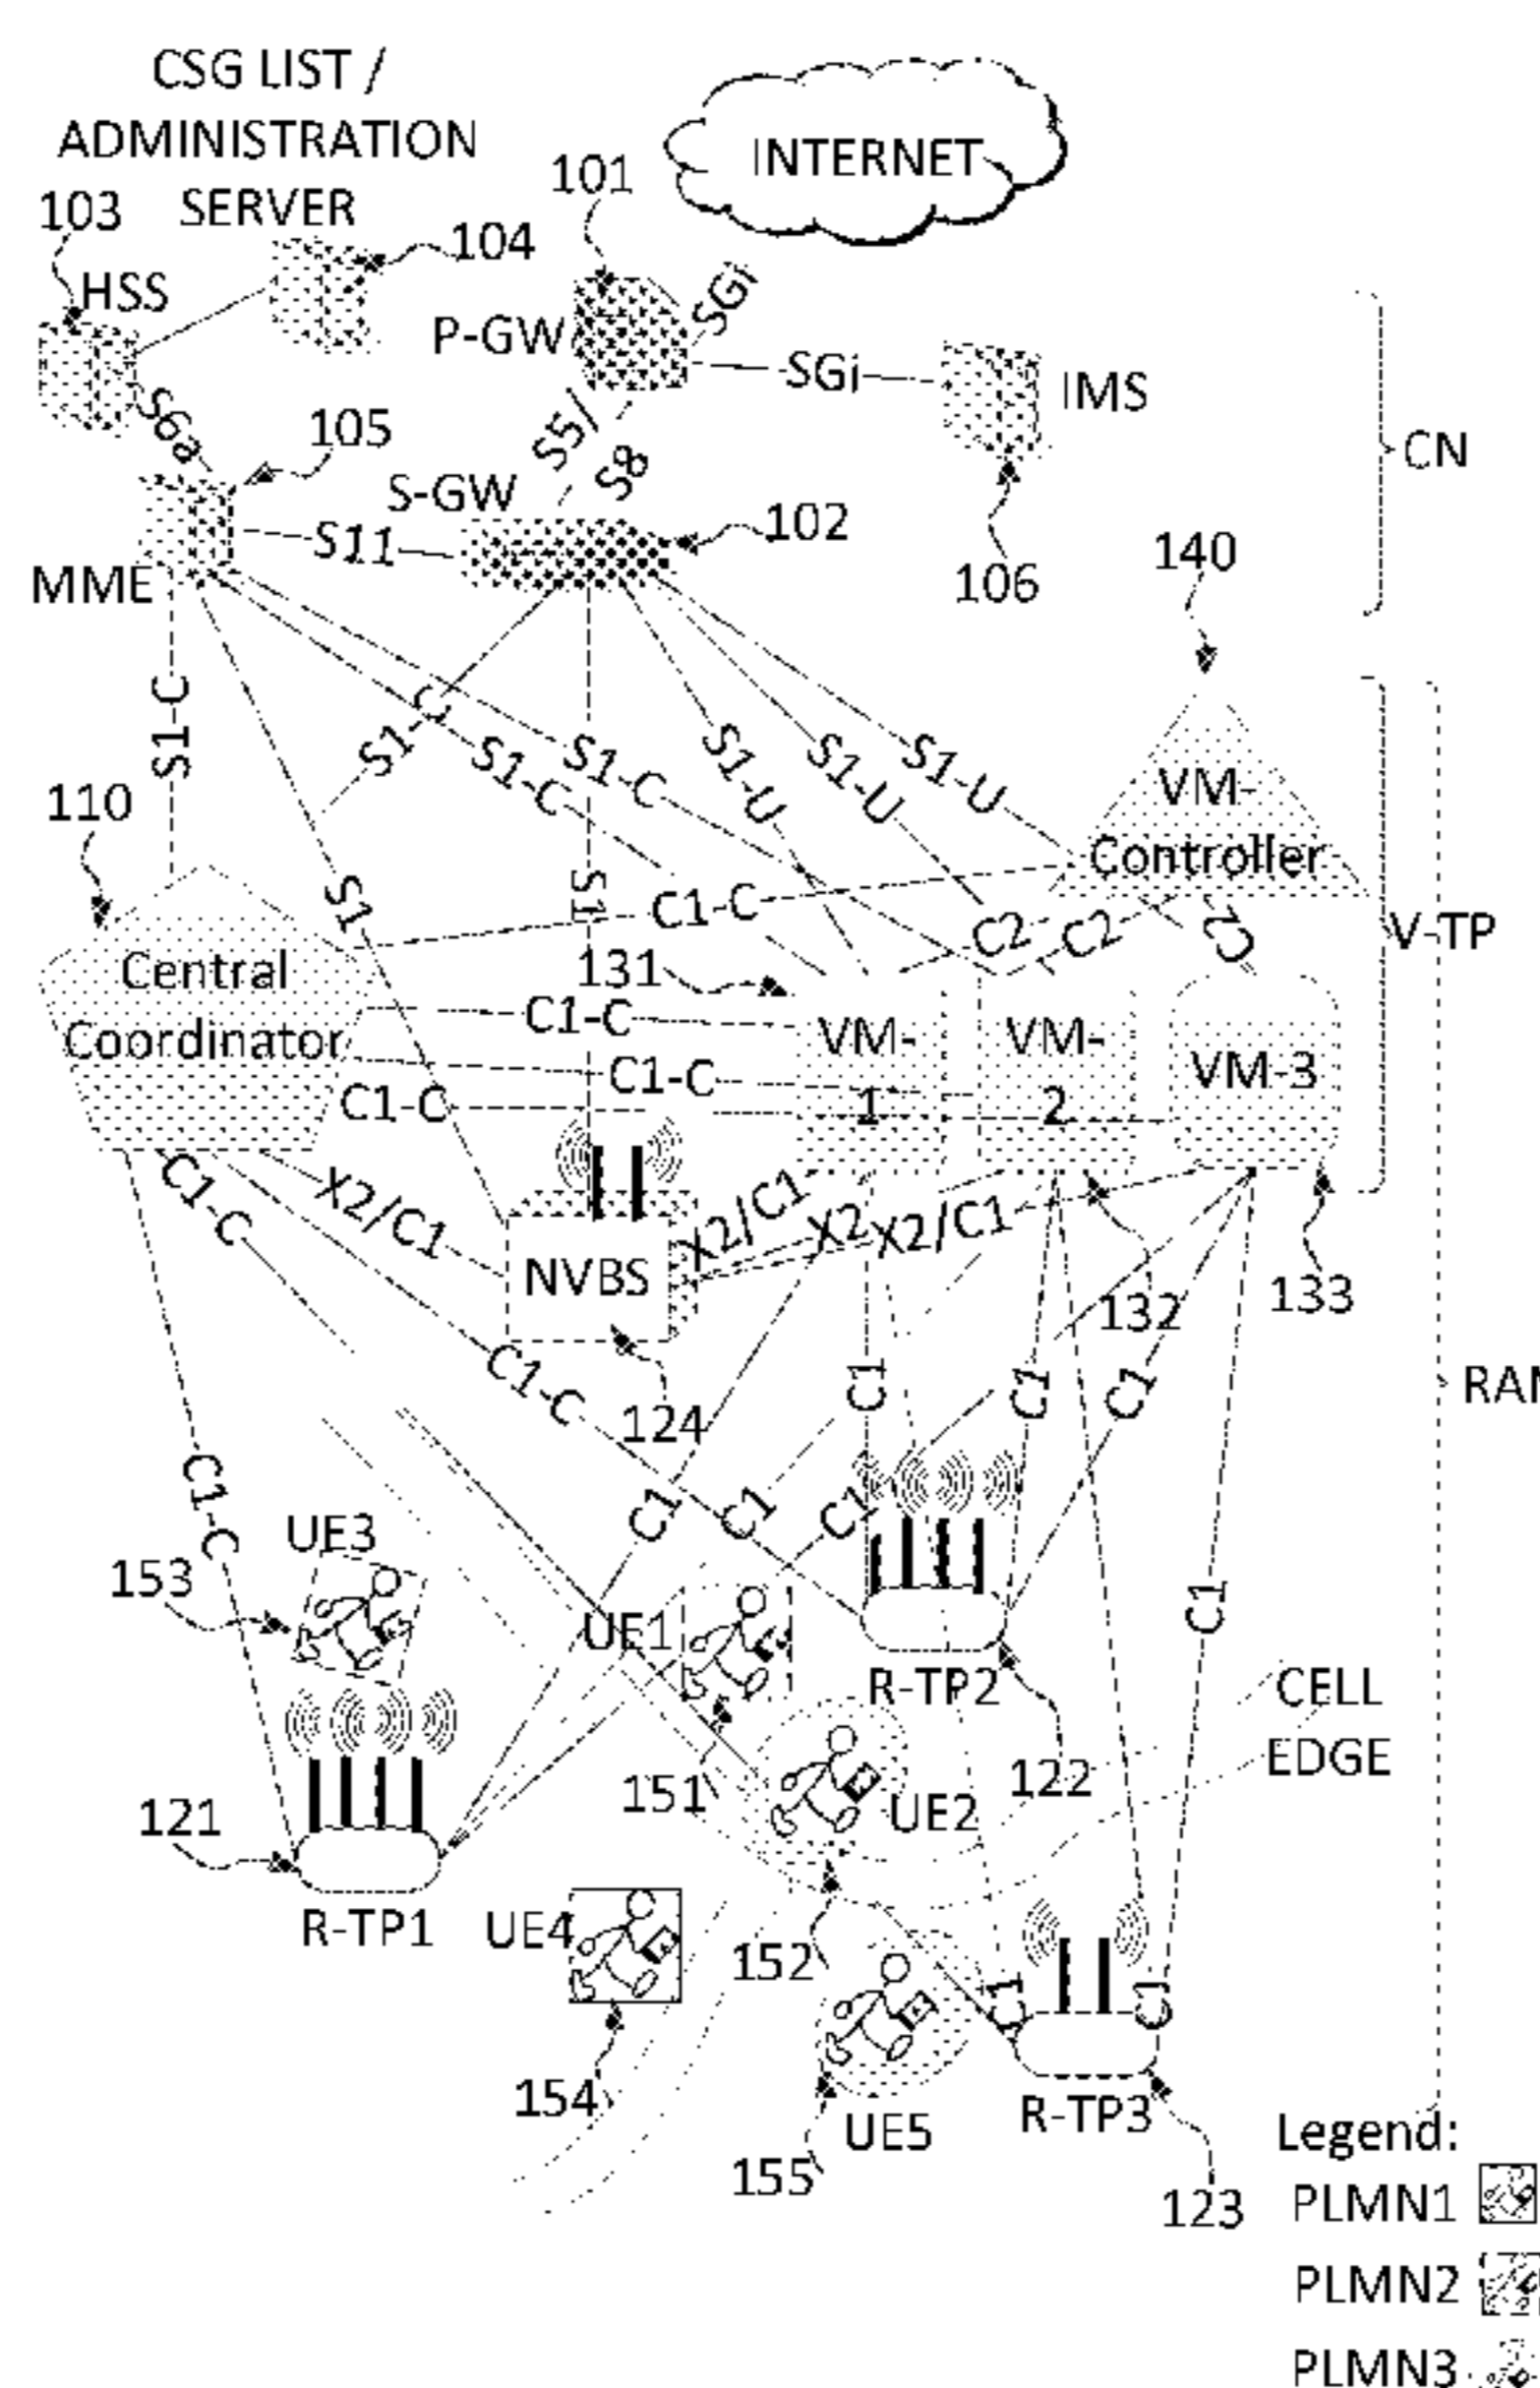 CSG LIST /
ADMINISTRATION
SERVER
INTERNET
101
103
104
HSS
P-GW
SGi
SGi
IMS
S6a
105
S5/
S8
CN
S-GW
S11
102
MME
106
140
S1-C
S1-U
S1-C
S1-C
S1-U
S1-U
S1-U
VM-
Controller
110
S1
S1
C1-C
C2
C2
C2
V-TP
131
Central
Coordinator
C1-C
C1-C
C1-C
VM-
1
VM-
2
VM-3
C1-C
X2/C1
X2/C1
X2
X2/C1
NVBS
132
133
C1-C
124
C1
C1
C1
RAN
C1-C
C1
C1
C1
C1
UE3
153
UE1
R-TP2
CELL
EDGE
151
122
UE2
121
R-TP1
UE4
152
C1
C1
154
UE5
155
R-TP3
123
Legend:
PLMN1
PLMN2
PLMN3